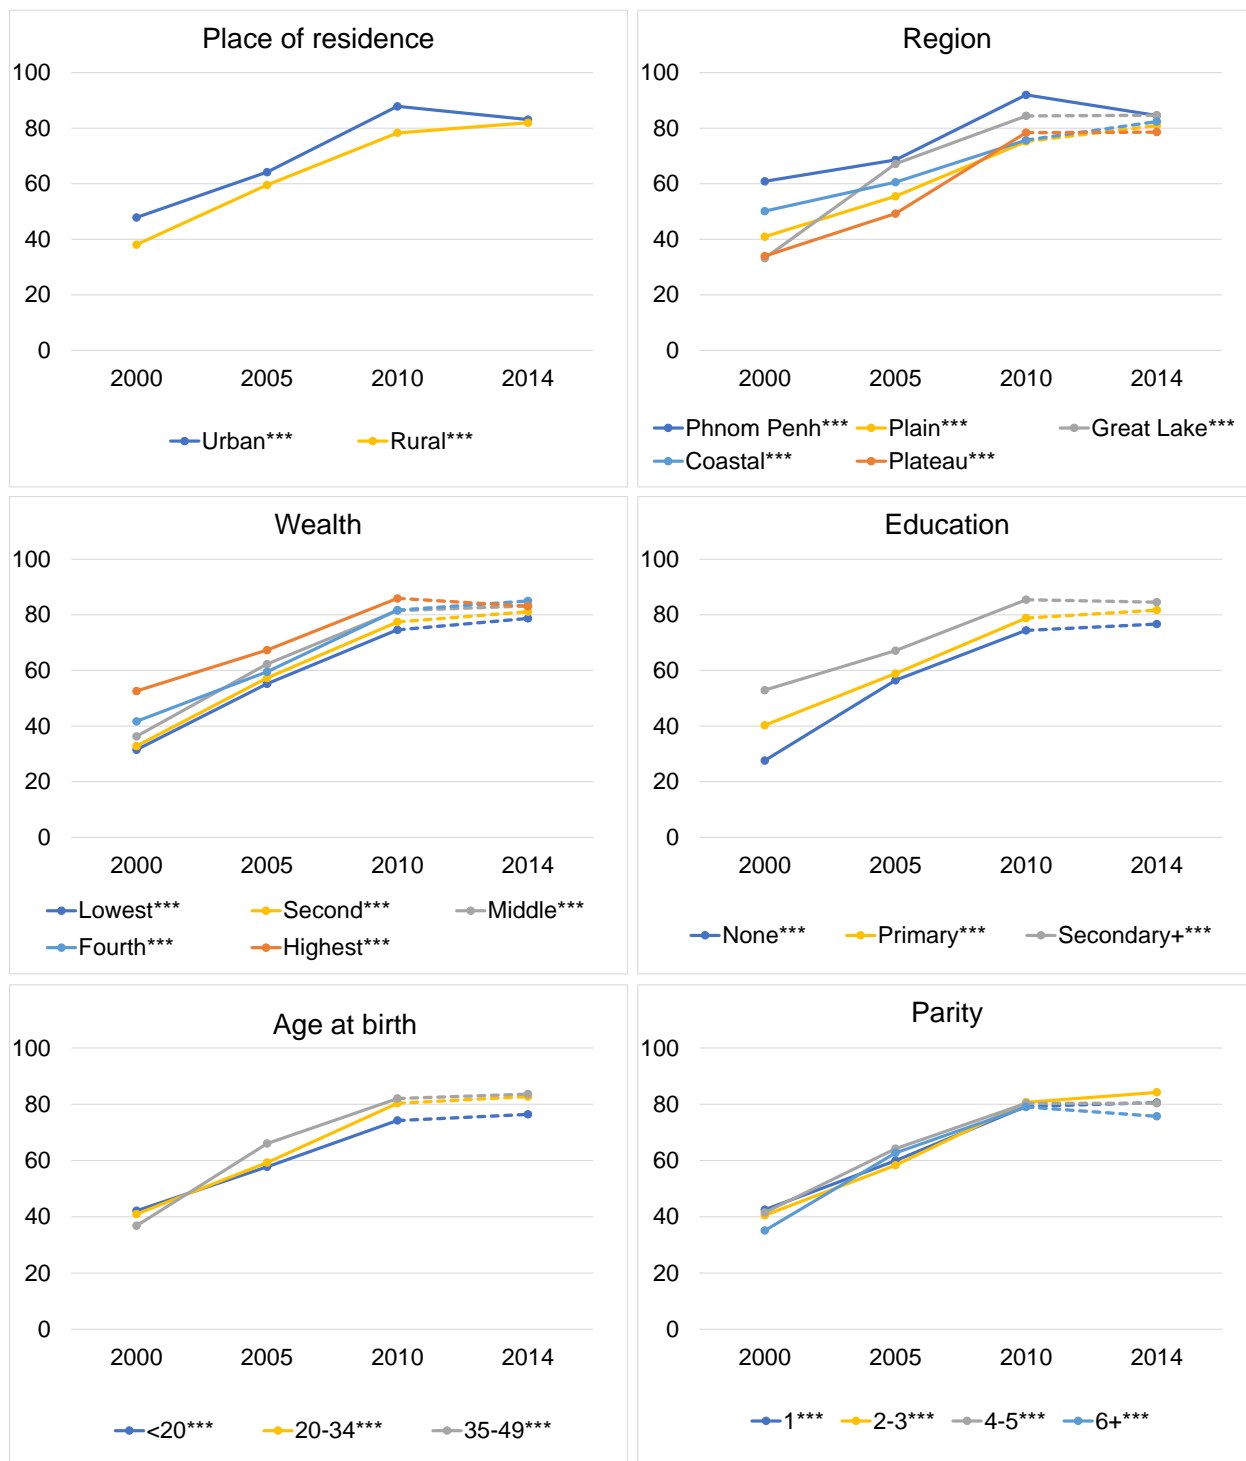 Place of residence
100
80
60
40
20
0
2000 2005 2010 2014
Urban*** Rural***
Region
100
80
60
40
20
0
2000 2005 2010 2014
Phnom Penh*** Plain*** Great Lake***
Coastal*** Plateau***
Wealth
100
80
60
40
20
0
2000 2005 2010 2014
Lowest*** Second*** Middle***
Fourth*** Highest***
Education
100
80
60
40
20
0
2000 2005 2010 2014
None*** Primary*** Secondary+***
Age at birth
100
80
60
40
20
0
2000 2005 2010 2014
<20*** 20-34*** 35-49***
Parity
100
80
60
40
20
0
2000 2005 2010 2014
1*** 2-3*** 4-5*** 6+***